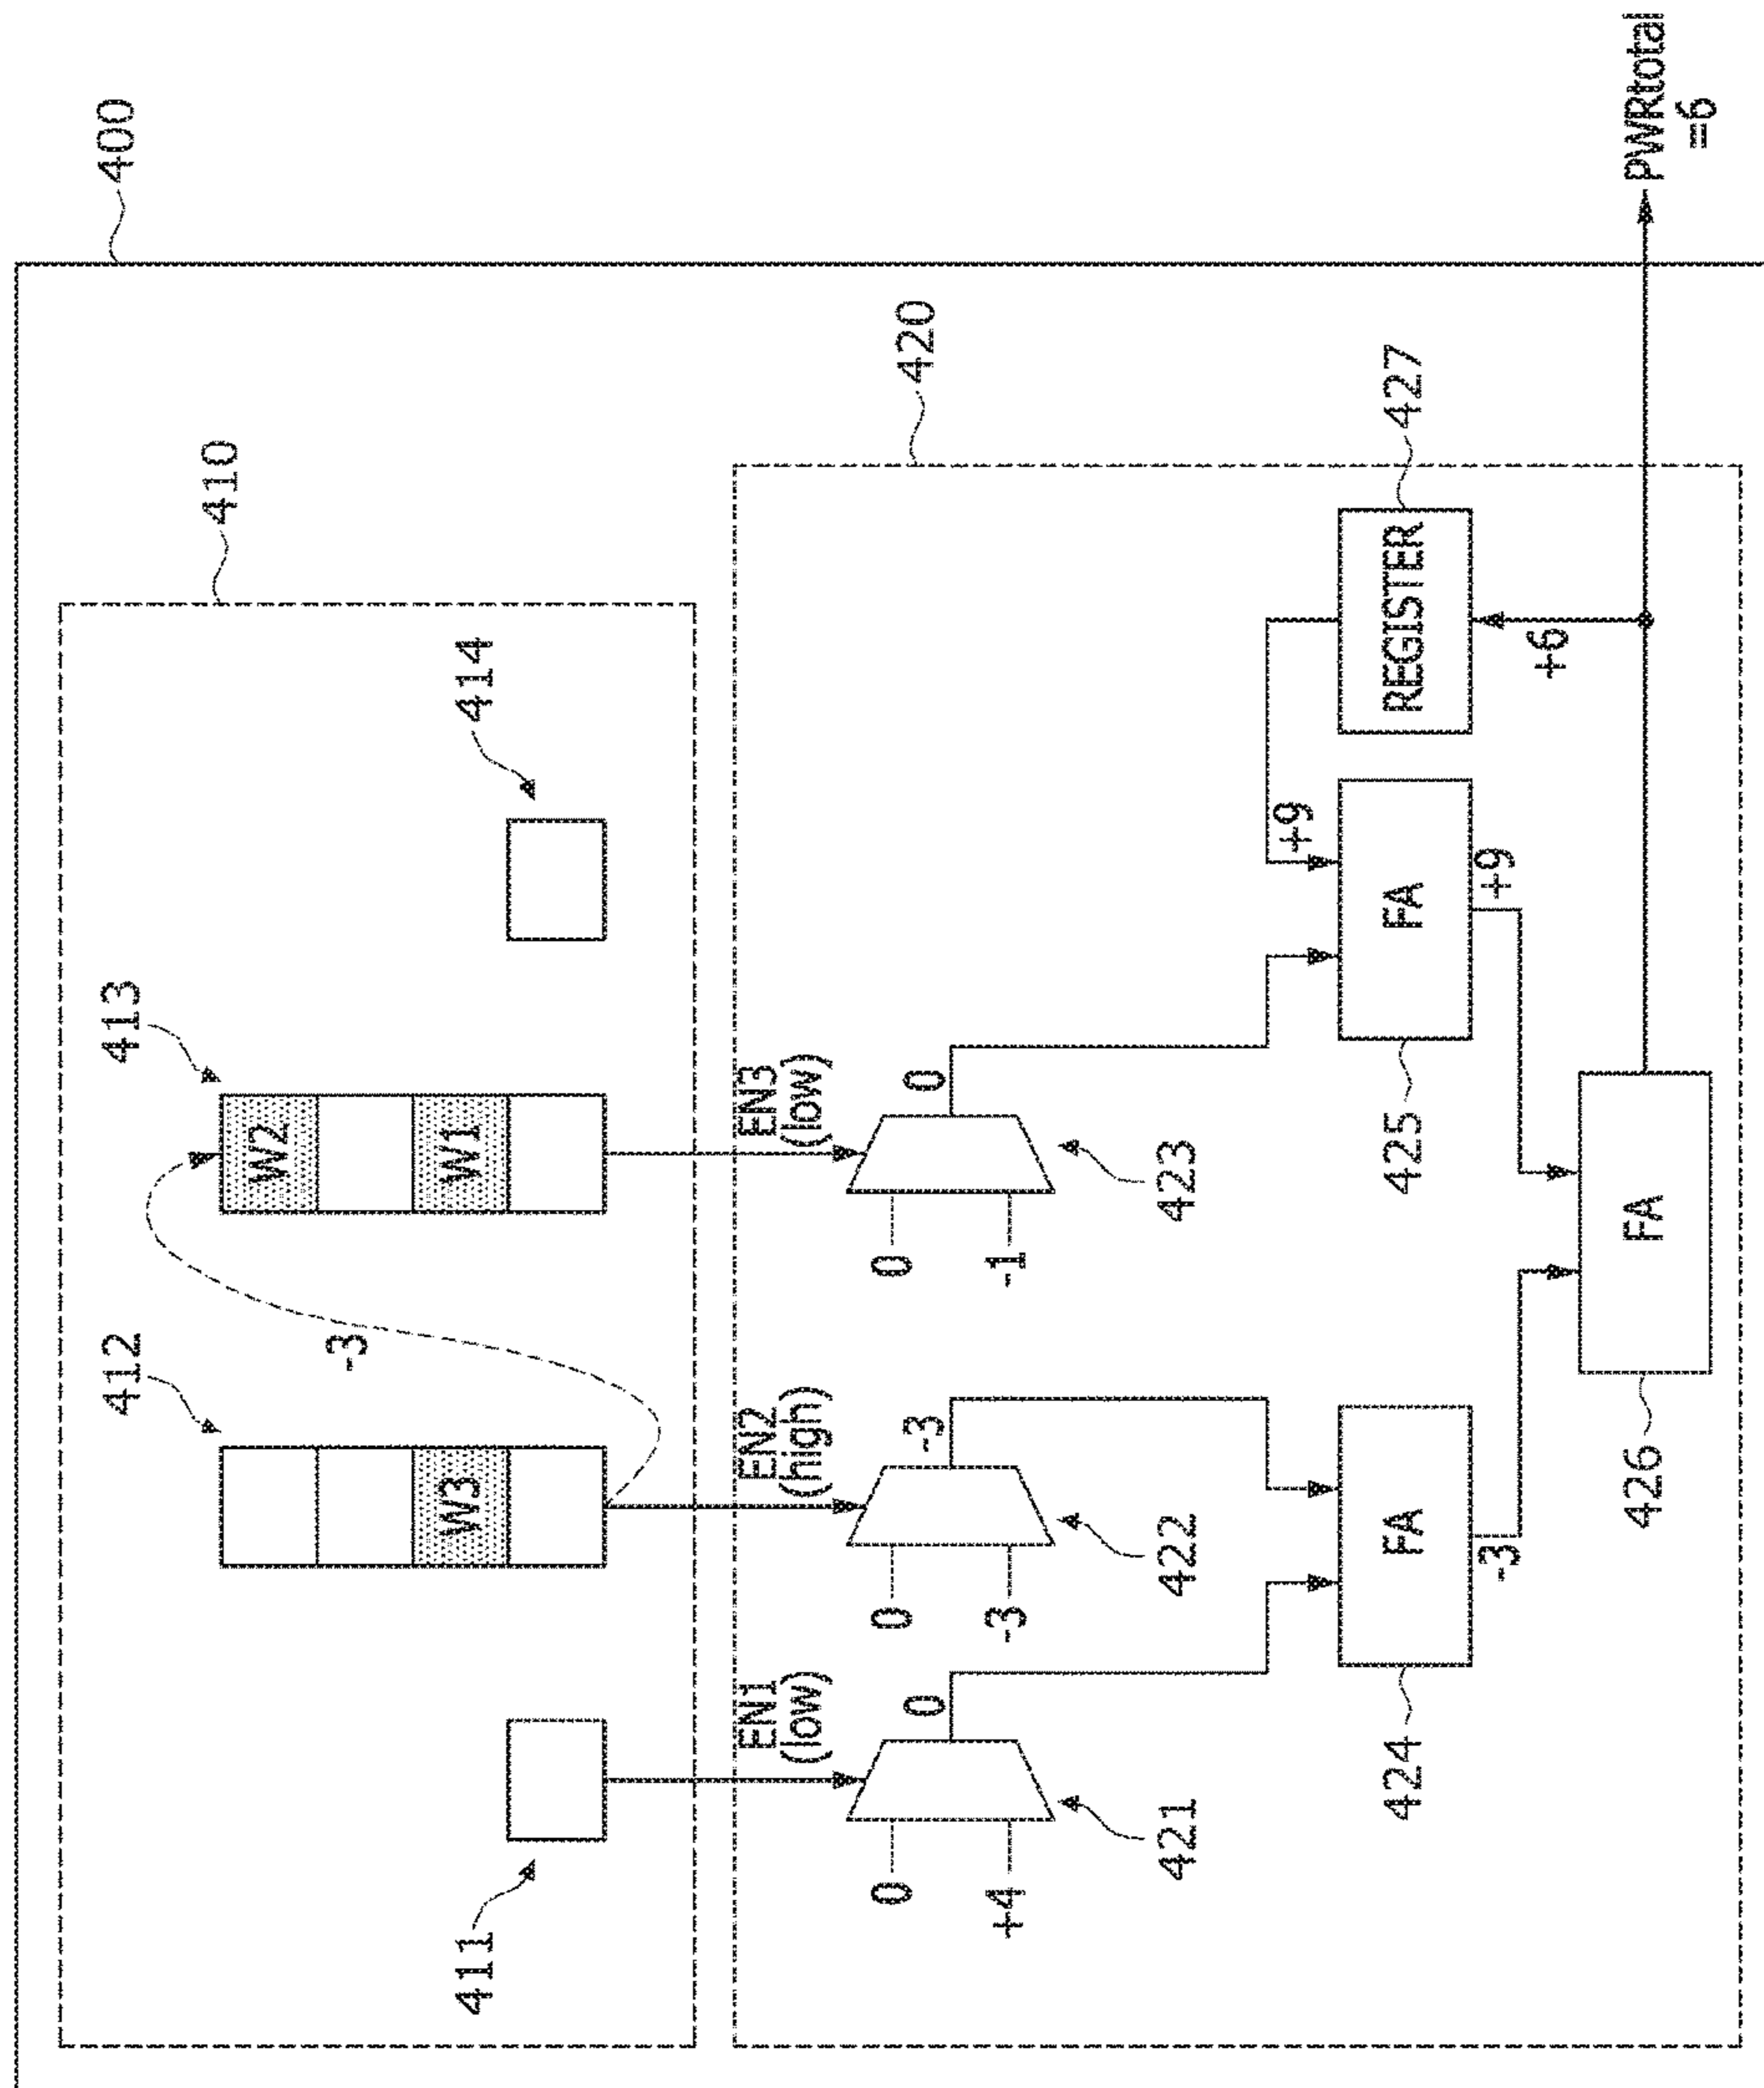 400
410
413
412
414
411
W2
W1
W3
-3
420
EN1
(low)
EN2
(high)
EN3
(low)
0
+4
0
421
0
-3
-3
422
0
-1
0
423
+9
REGISTER
427
FA
424
-3
FA
425
+9
+6
FA
426
PWRtotal
=6